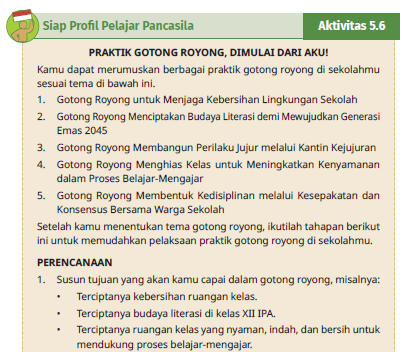 Siap Profil Pelajar Pancasila
Aktivitas 5.6
PRAKTIK GOTONG ROYONG, DIMULAI DARI AKU!
Kamu dapat merumuskan berbagai praktik gotong royong di sekolahmu
sesuai tema di bawah ini.
1. Gotong Royong untuk Menjaga Kebersihan Lingkungan Sekolah
2. Gotong Royong Menciptakan Budaya Literasi demi Mewujudkan Generasi
Emas 2045
3. Gotong Royong Membangun Perilaku Jujur melalui Kantin Kejujuran
4. Gotong Royong Menghias Kelas untuk Meningkatkan Kenyamanan
dalam Proses Belajar-Mengajar
5. Gotong Royong Membentuk Kedisiplinan melalui Kesepakatan dan
Konsensus Bersama Warga Sekolah
Setelah kamu menentukan tema gotong royong, ikutilah tahapan berikut
ini untuk memudahkan pelaksaan praktik gotong royong di sekolahmu.
PERENCANAAN
1. Susun tujuan yang akan kamu capai dalam gotong royong, misalnya:
• Terciptanya kebersihan ruangan kelas.
• Terciptanya budaya literasi di kelas XII IPA.
• Terciptanya ruangan kelas yang nyaman, indah, dan bersih untuk
mendukung proses belajar-mengajar.